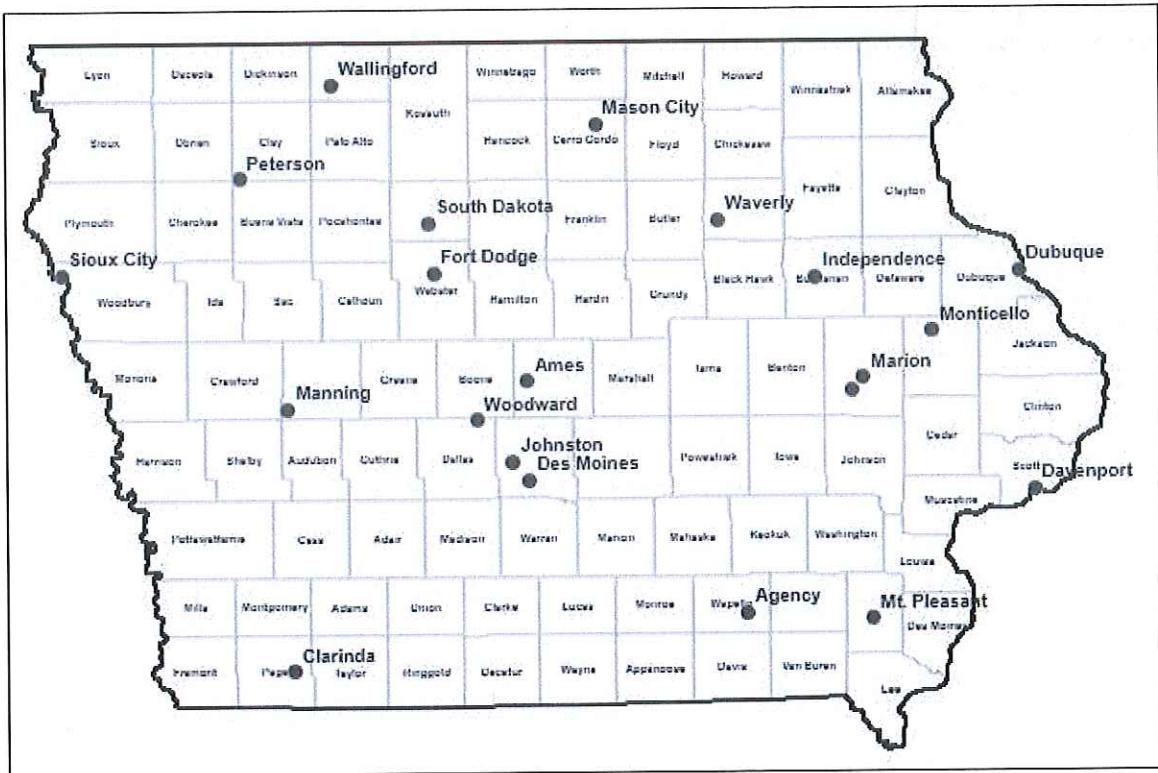 Wallingford
Lyon
Osceola
Dickinson
Winnebago
Worth
Mitchell
Howard
Winneshiek
Allamakee
Kossuth
Mason City
Sioux
Obrien
Clay
Palo Alto
Hancock
Cerro Gordo
Floyd
Chickasaw
Peterson
Fayette
Clayton
South Dakota
Waverly
Plymouth
Cherokee
Buena Vista
Pocahontas
Franklin
Butler
Sioux City
Fort Dodge
Independence
Dubuque
Woodbury
Ida
Sac
Calhoun
Webster
Hamilton
Hardin
Grundy
Black Hawk
Delaware
Dubuque
Monticello
Jackson
Ames
Marion
Monona
Crawford
Greene
Boone
Marshall
Tama
Benton
Manning
Woodward
Clinton
Cedar
Johnston
Des Moines
Harrison
Shelby
Audubon
Guthrie
Dallas
Poweshiek
Iowa
Johnson
Scott
Davenport
Muscatine
Pottawattamie
Cass
Adair
Madison
Warren
Marion
Mahaska
Keokuk
Washington
Louisa
Agency
Mt. Pleasant
Mills
Montgomery
Adams
Union
Clarke
Lucas
Monroe
Wapello
Des Moines
Clarinda
Fremont
Page
Taylor
Ringgold
Decatur
Wayne
Appanoose
Davis
Van Buren
Lee